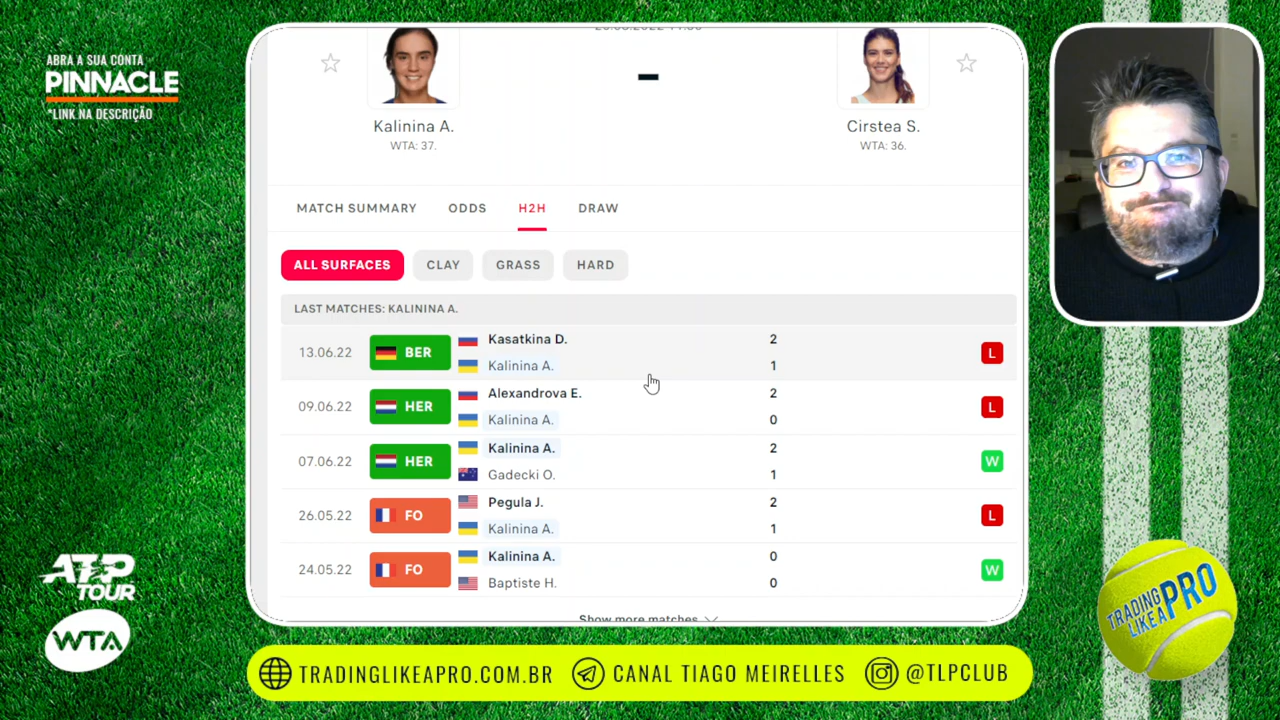 ABRA A SUA CONTA
PINNACLE
*LINK NA DESCRIÇÃO
Kalinina A.
WTA: 37.
Cirstea S.
WTA: 36.
MATCH SUMMARY ODDS H2H DRAW
ALL SURFACES CLAY GRASS HARD
LAST MATCHES: KALININA A.
13.06.22 BER Kasatkina D. 2 L
Kalinina A. 1
09.06.22 HER Alexandrova E. 2 L
Kalinina A. 0
07.06.22 HER Kalinina A. 2 W
Gadecki O. 1
26.05.22 FO Pegula J. 2 L
Kalinina A. 1
24.05.22 FO Kalinina A. 0 W
Baptiste H. 0
Show more matches
ATP
TOUR
WTA
TRADING
LIKE A
PRO
TRADINGLIKEAPRO.COM.BR CANAL TIAGO MEIRELLES @TLPCLUB